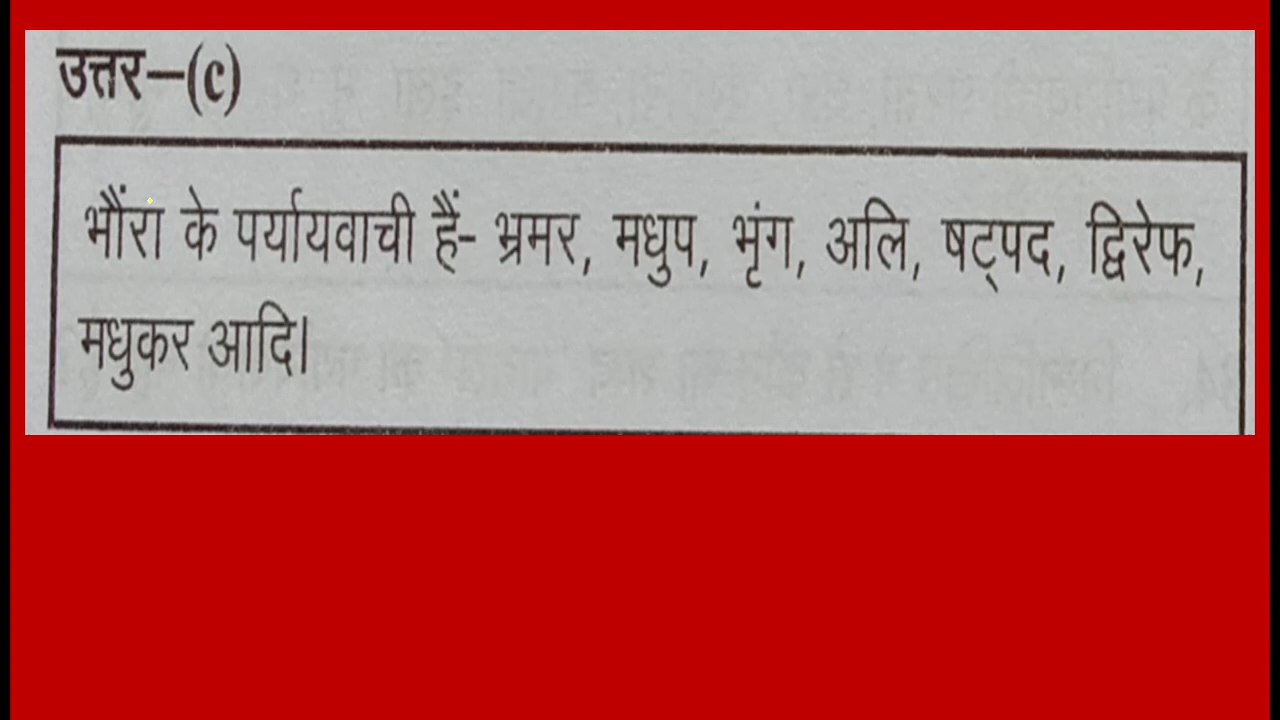 उत्तर–(c)
भौंरा के पर्यायवाची हैं- भ्रमर, मधुप, भृंग, अलि, षट्पद, द्विरेफ,
मधुकर आदि।